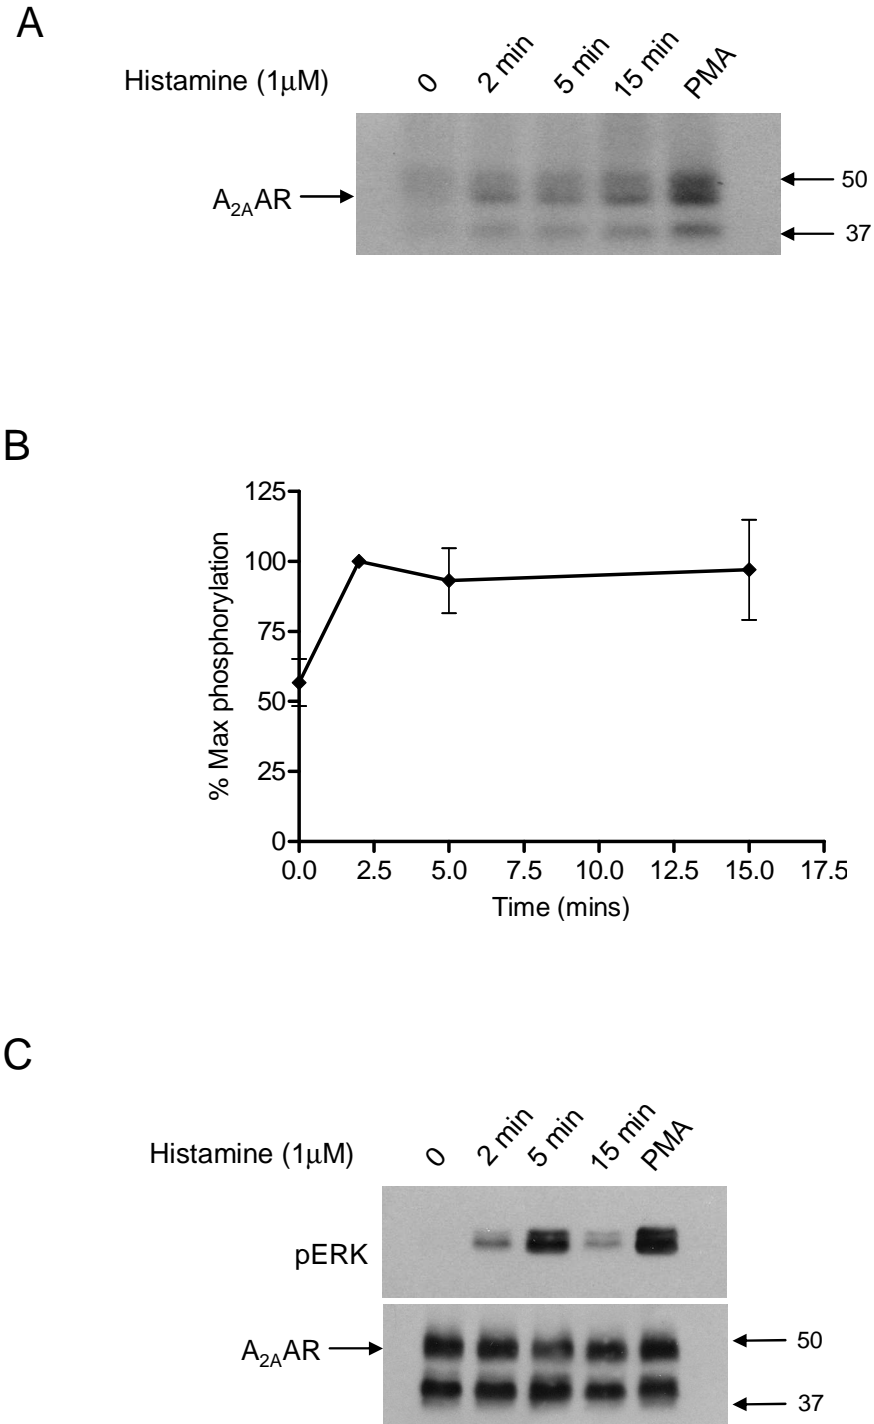 A
Histamine (1μM) 0 2 min 5 min 15 min PMA
A2AAR
50
37
B
% Max phosphorylation
125
100
75
50
25
0
0.0 2.5 5.0 7.5 10.0 12.5 15.0 17.5
Time (mins)
C
Histamine (1μM) 0 2 min 5 min 15 min PMA
pERK
A2AAR
50
37